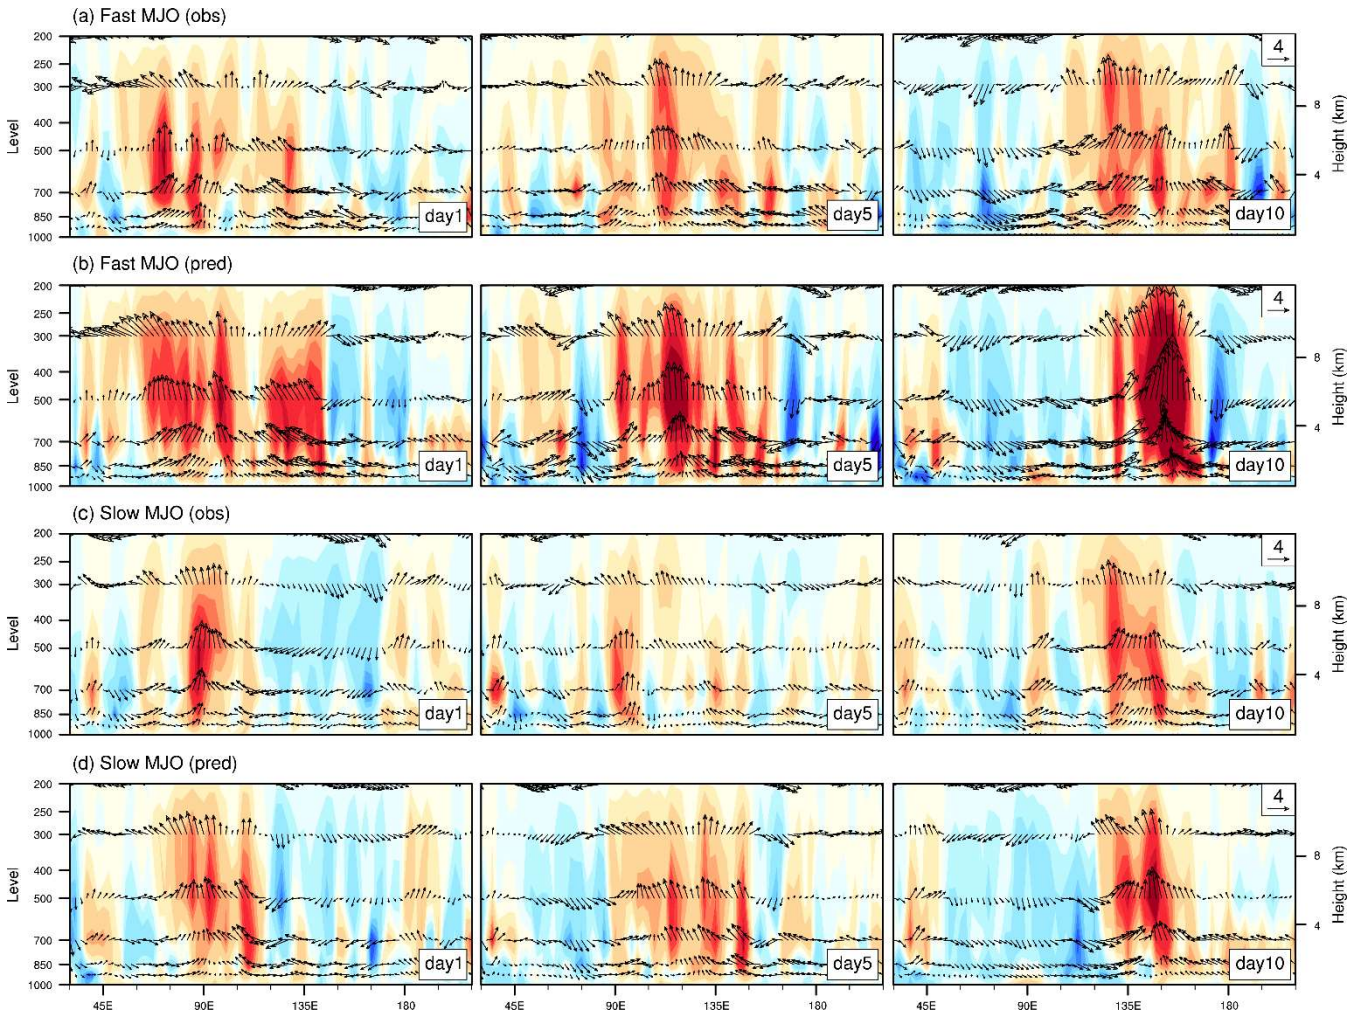 (a) Fast MJO (obs)
200
250
300
400
500
700
850
1000
Level
day1
day5
day10
4
8
4
Height (km)
(b) Fast MJO (pred)
200
250
300
400
500
700
850
1000
Level
day1
day5
day10
4
8
4
Height (km)
(c) Slow MJO (obs)
200
250
300
400
500
700
850
1000
Level
day1
day5
day10
4
8
4
Height (km)
(d) Slow MJO (pred)
200
250
300
400
500
700
850
1000
Level
day1
day5
day10
4
8
4
Height (km)
45E 90E 135E 180 45E 90E 135E 180 45E 90E 135E 180